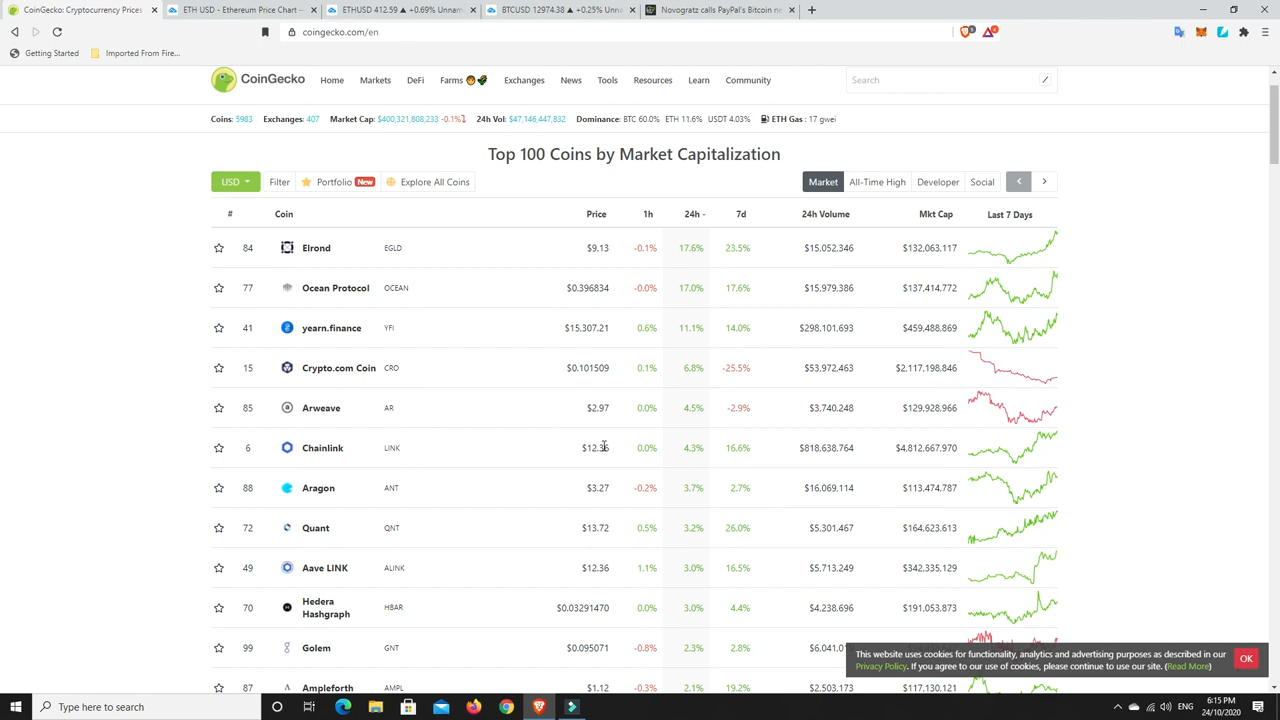 CoinGecko: Cryptocurrency Prices
ETH USD - Ethereum Price Chart —
ETHUSD 412.59 ▲ +0.69% Unnam
BTCUSD 12974.38 ▲ +0.25% Unna
Novogratz calls PayPal's Bitcoin ne
coingecko.com/en
Getting Started Imported From Fire...
CoinGecko Home Markets DeFi Farms Exchanges News Tools Resources Learn Community Search /
Coins: 5983 Exchanges: 407 Market Cap: $400,321,808,233 -0.1% 24h Vol: $47,146,447,832 Dominance: BTC 60.0% ETH 11.6% USDT 4.03% ETH Gas : 17 gwei
Top 100 Coins by Market Capitalization
USD Filter Portfolio New Explore All Coins Market All-Time High Developer Social
# Coin Price 1h 24h 7d 24h Volume Mkt Cap Last 7 Days
84 Elrond EGLD $9.13 -0.1% 17.6% 23.5% $15,052,346 $132,063,117
77 Ocean Protocol OCEAN $0.396834 -0.0% 17.0% 17.6% $15,979,386 $137,414,772
41 yearn.finance YFI $15,307.21 0.6% 11.1% 14.0% $298,101,693 $459,488,869
15 Crypto.com Coin CRO $0.101509 0.1% 6.8% -25.5% $53,972,463 $2,117,198,846
85 Arweave AR $2.97 0.0% 4.5% -2.9% $3,740,248 $129,928,966
6 Chainlink LINK $12.36 0.0% 4.3% 16.6% $818,638,764 $4,812,667,970
88 Aragon ANT $3.27 -0.2% 3.7% 2.7% $16,069,114 $113,474,787
72 Quant QNT $13.72 0.5% 3.2% 26.0% $5,301,467 $164,623,613
49 Aave LINK ALINK $12.36 1.1% 3.0% 16.5% $5,713,249 $342,335,129
70 Hedera Hashgraph HBAR $0.03291470 0.0% 3.0% 4.4% $4,238,696 $191,053,873
99 Golem GNT $0.095071 -0.8% 2.3% 2.8% $6,041,0
87 Ampleforth AMPL $1.12 -0.3% 2.1% 19.2% $2,503,173 $117,130,121
This website uses cookies for functionality, analytics and advertising purposes as described in our
Privacy Policy. If you agree to our use of cookies, please continue to use our site. (Read More)
OK
Type here to search
ENG
6:15 PM
24/10/2020